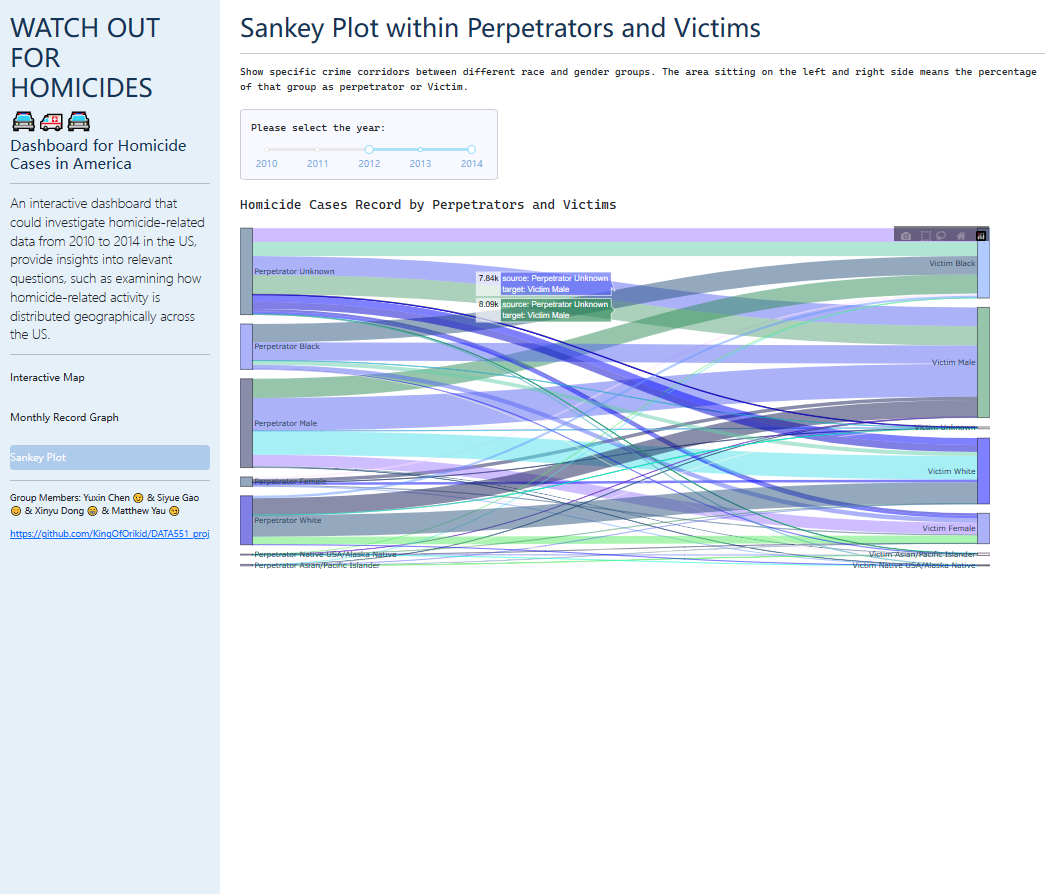 WATCH OUT
FOR
HOMICIDES
Dashboard for Homicide
Cases in America
An interactive dashboard that
could investigate homicide-related
data from 2010 to 2014 in the US,
provide insights into relevant
questions, such as examining how
homicide-related activity is
distributed geographically across
the US.
Interactive Map
Monthly Record Graph
Sankey Plot
Group Members: Yuxin Chen 😉 & Siyue Gao
😊 & Xinyu Dong 😄 & Matthew Yau 😘
https://github.com/KingOfOrikid/DATA551_proj
Sankey Plot within Perpetrators and Victims
Show specific crime corridors between different race and gender groups. The area sitting on the left and right side means the percentage
of that group as perpetrator or Victim.
Please select the year:
2010 2011 2012 2013 2014
Homicide Cases Record by Perpetrators and Victims
Perpetrator Unknown
Perpetrator Black
Perpetrator Male
Perpetrator Female
Perpetrator White
Perpetrator Native USA/Alaska Native
Perpetrator Asian/Pacific Islander
7.84k source: Perpetrator Unknown
target: Victim Male
8.09k source: Perpetrator Unknown
target: Victim Male
Victim Black
Victim Male
Victim Unknown
Victim White
Victim Female
Victim Asian/Pacific Islander
Victim Native USA/Alaska Native